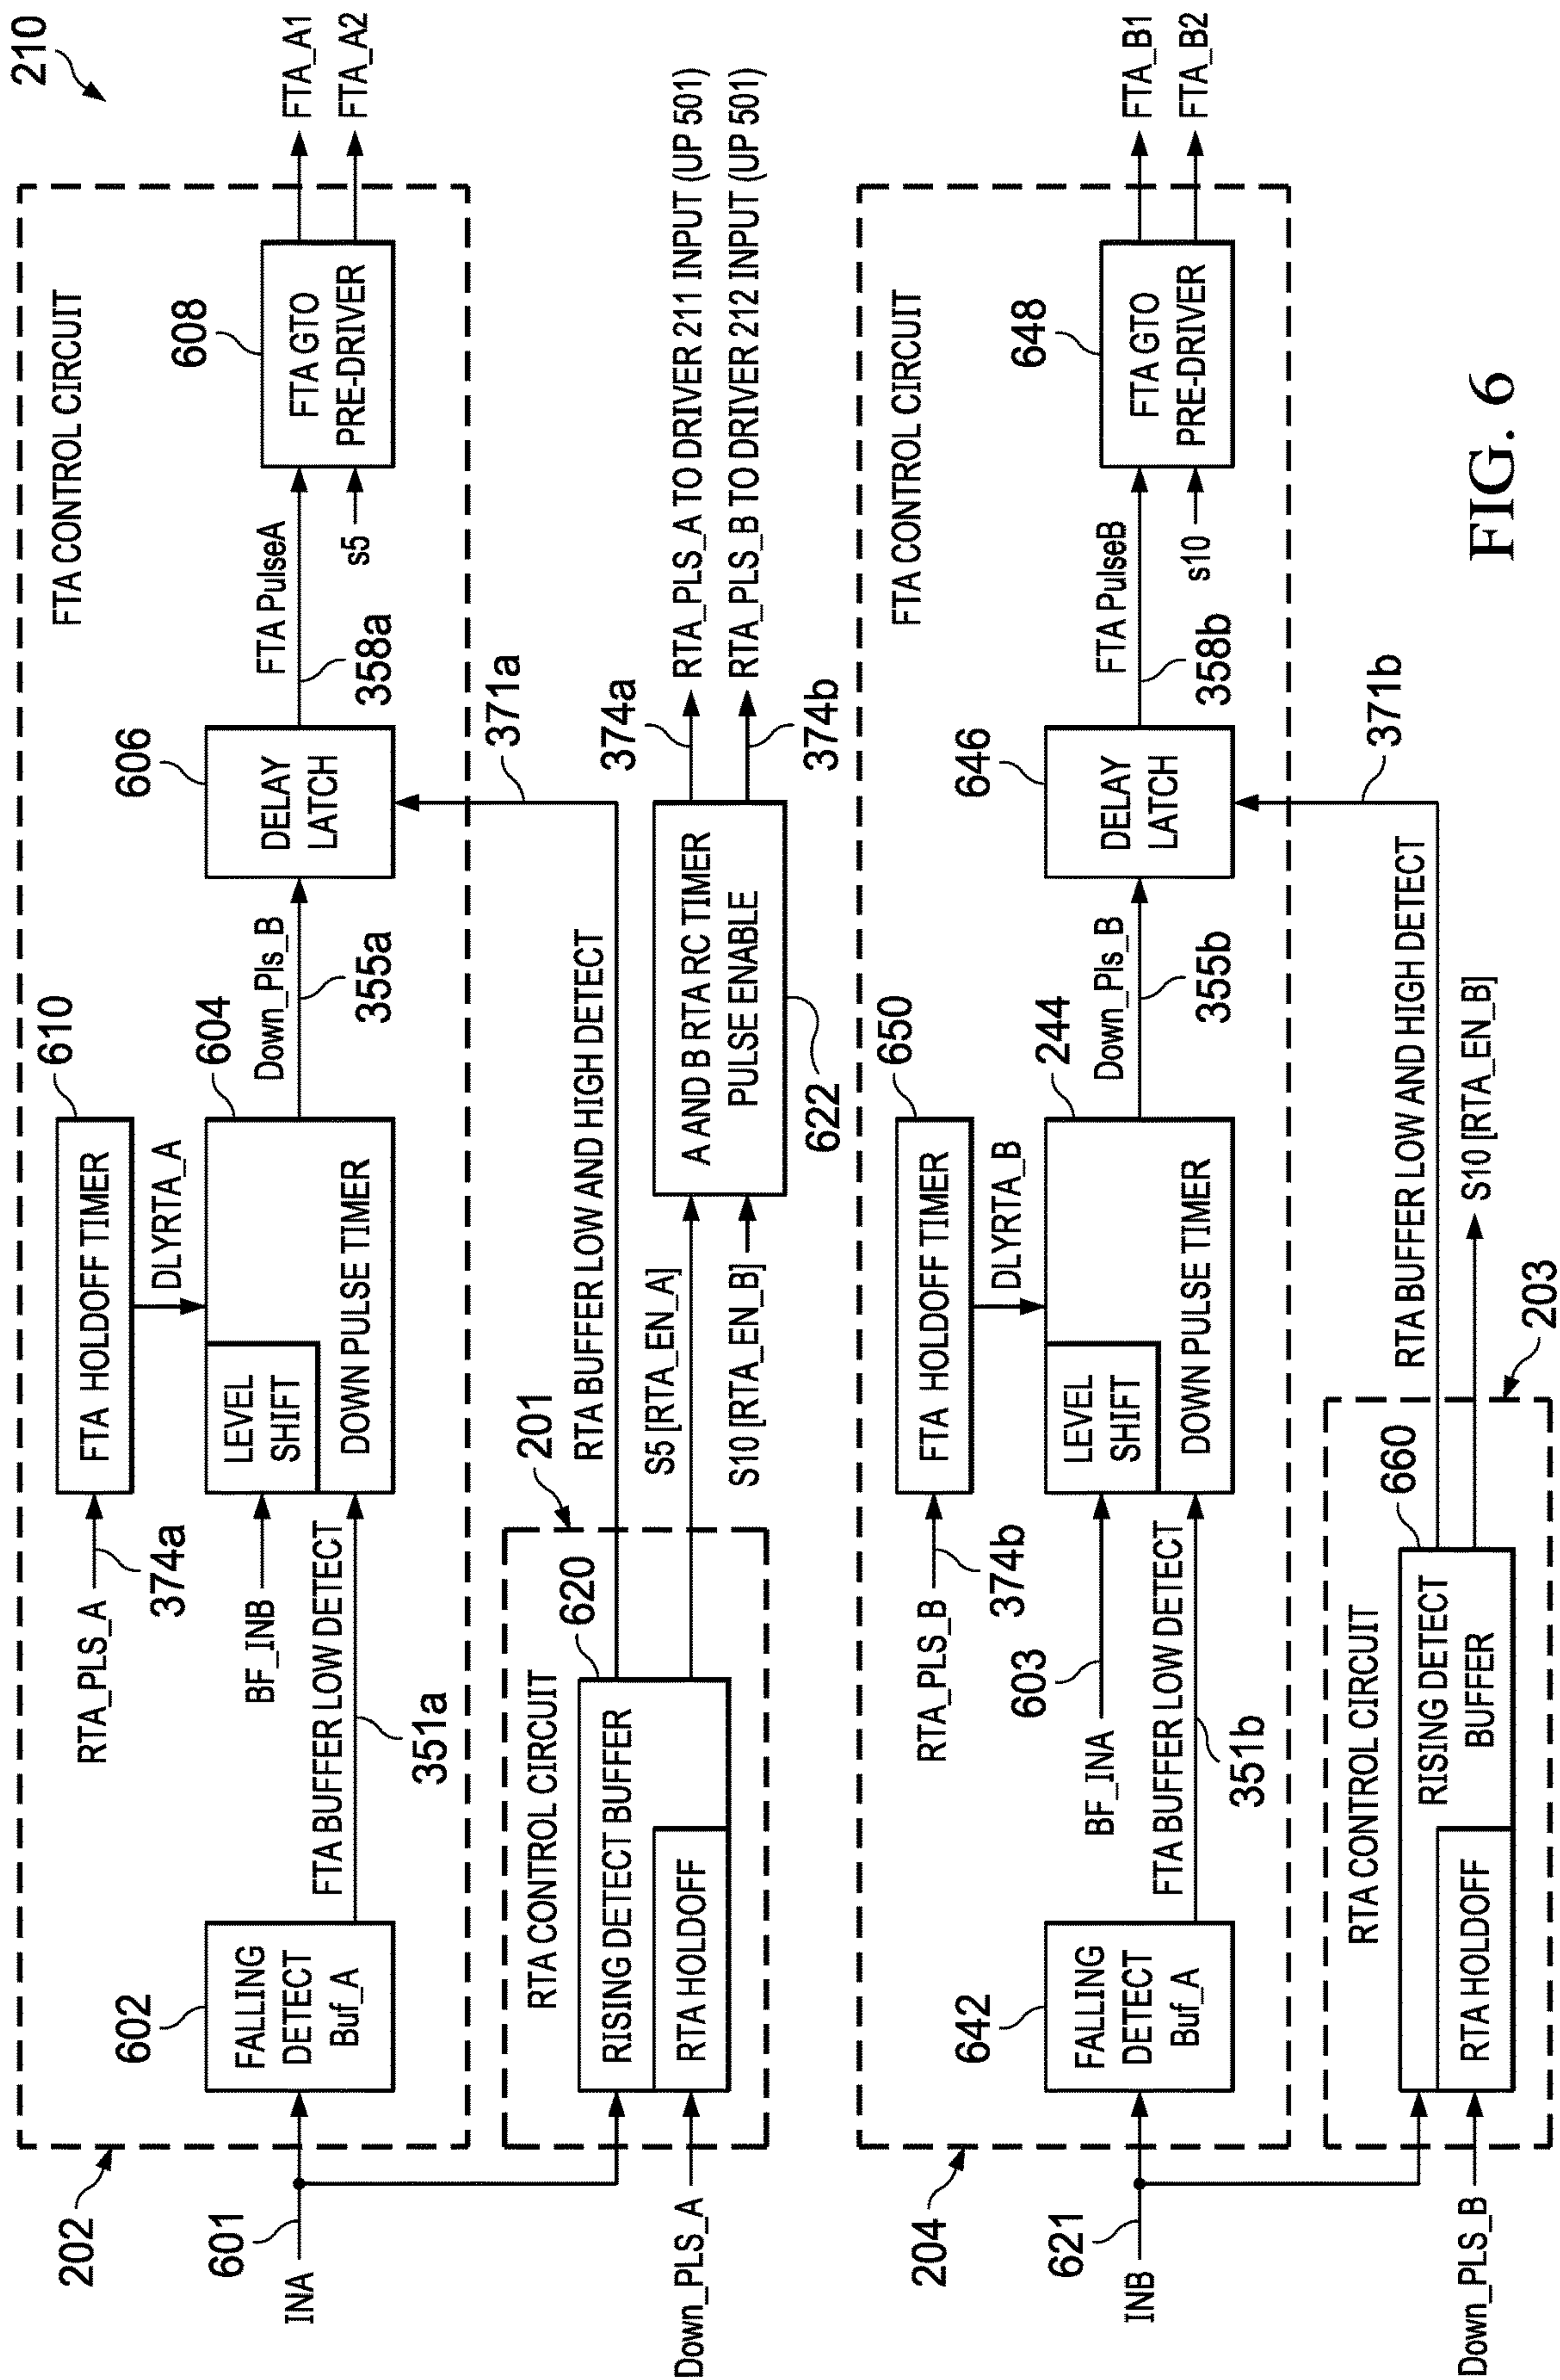 210
FTA CONTROL CIRCUIT
202
601
INA
602
FALLING
DETECT
Buf_A
FTA BUFFER LOW DETECT
351a
BF_INB
RTA_PLS_A
374a
610
FTA HOLDOFF TIMER
DLYRTA_A
604
LEVEL
SHIFT
DOWN PULSE TIMER
Down_Pls_B
355a
606
DELAY
LATCH
FTA PulseA
358a
s5
608
FTA GTO
PRE-DRIVER
FTA_A1
FTA_A2
371a
RTA BUFFER LOW AND HIGH DETECT
201
RTA CONTROL CIRCUIT
620
RISING DETECT BUFFER
RTA HOLDOFF
Down_PLS_A
S5 [RTA_EN_A]
S10 [RTA_EN_B]
A AND B RTA RC TIMER
PULSE ENABLE
622
374a
374b
RTA_PLS_A TO DRIVER 211 INPUT (UP 501)
RTA_PLS_B TO DRIVER 212 INPUT (UP 501)
FTA CONTROL CIRCUIT
204
621
INB
642
FALLING
DETECT
Buf_A
FTA BUFFER LOW DETECT
351b
BF_INA
603
RTA_PLS_B
374b
650
FTA HOLDOFF TIMER
DLYRTA_B
244
LEVEL
SHIFT
DOWN PULSE TIMER
Down_Pls_B
355b
646
DELAY
LATCH
FTA PulseB
358b
s10
648
FTA GTO
PRE-DRIVER
FTA_B1
FTA_B2
371b
RTA BUFFER LOW AND HIGH DETECT
S10 [RTA_EN_B]
203
RTA CONTROL CIRCUIT
660
RISING DETECT
BUFFER
RTA HOLDOFF
Down_PLS_B
FIG. 6